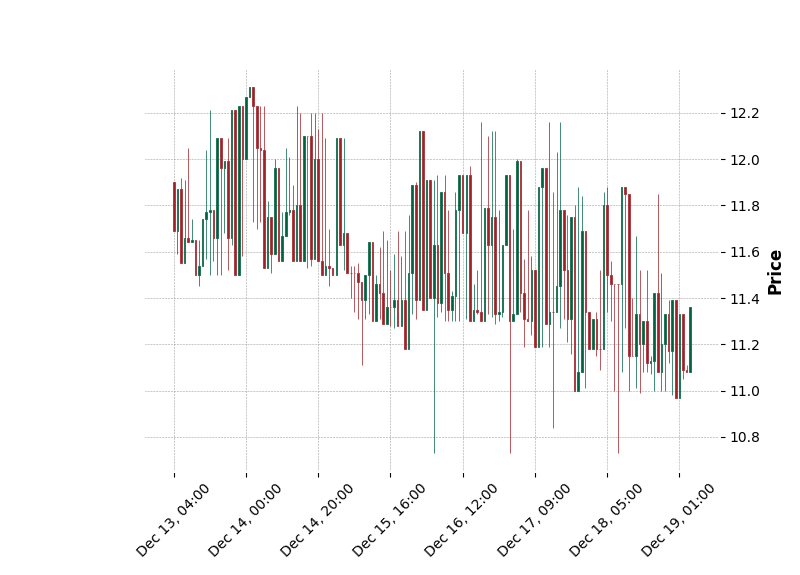 12.2
12.0
11.8
11.6
11.4
11.2
11.0
10.8
Price
Dec 13, 04:00
Dec 14, 00:00
Dec 14, 20:00
Dec 15, 16:00
Dec 16, 12:00
Dec 17, 09:00
Dec 18, 05:00
Dec 19, 01:00